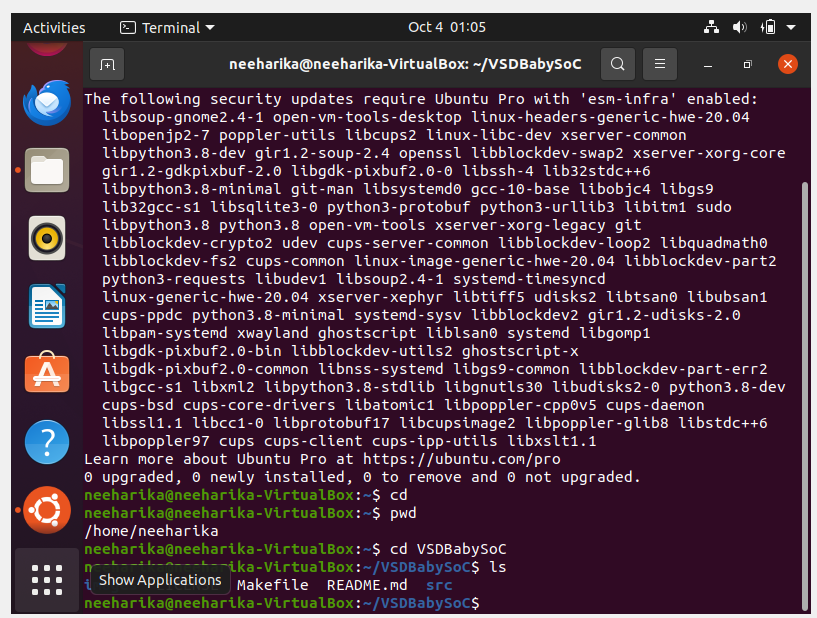 Activities Terminal Oct 4 01:05
neeharika@neeharika-VirtualBox: ~/VSDBabySoC
The following security updates require Ubuntu Pro with 'esm-infra' enabled:
libsoup-gnome2.4-1 open-vm-tools-desktop linux-headers-generic-hwe-20.04
libopenjp2-7 poppler-utils libcups2 linux-libc-dev xserver-common
libpython3.8-dev gir1.2-soup-2.4 openssl libblockdev-swap2 xserver-xorg-core
gir1.2-gdkpixbuf-2.0 libgdk-pixbuf2.0-0 libssh-4 lib32stdc++6
libpython3.8-minimal git-man libsystemd0 gcc-10-base libobjc4 libgs9
lib32gcc-s1 libsqlite3-0 python3-protobuf python3-urllib3 libitm1 sudo
libpython3.8 python3.8 open-vm-tools xserver-xorg-legacy git
libblockdev-crypto2 udev cups-server-common libblockdev-loop2 libquadmath0
libblockdev-fs2 cups-common linux-image-generic-hwe-20.04 libblockdev-part2
python3-requests libudev1 libsoup2.4-1 systemd-timesyncd
linux-generic-hwe-20.04 xserver-xephyr libtiff5 udisks2 libtsan0 libubsan1
cups-ppdc python3.8-minimal systemd-sysv libblockdev2 gir1.2-udisks-2.0
libpam-systemd xwayland ghostscript liblsan0 systemd libgomp1
libgdk-pixbuf2.0-bin libblockdev-utils2 ghostscript-x
libgdk-pixbuf2.0-common libnss-systemd libgs9-common libblockdev-part-err2
libgcc-s1 libxml2 libpython3.8-stdlib libgnutls30 libudisks2-0 python3.8-dev
cups-bsd cups-core-drivers libatomic1 libpoppler-cpp0v5 cups-daemon
libssl1.1 libcc1-0 libprotobuf17 libcupsimage2 libpoppler-glib8 libstdc++6
libpoppler97 cups cups-client cups-ipp-utils libxslt1.1
Learn more about Ubuntu Pro at https://ubuntu.com/pro
0 upgraded, 0 newly installed, 0 to remove and 0 not upgraded.
neeharika@neeharika-VirtualBox:~$ cd
neeharika@neeharika-VirtualBox:~$ pwd
/home/neeharika
neeharika@neeharika-VirtualBox:~$ cd VSDBabySoC
neeharika@neeharika-VirtualBox:~/VSDBabySoC$ ls
Show Applications Makefile README.md src
neeharika@neeharika-VirtualBox:~/VSDBabySoC$